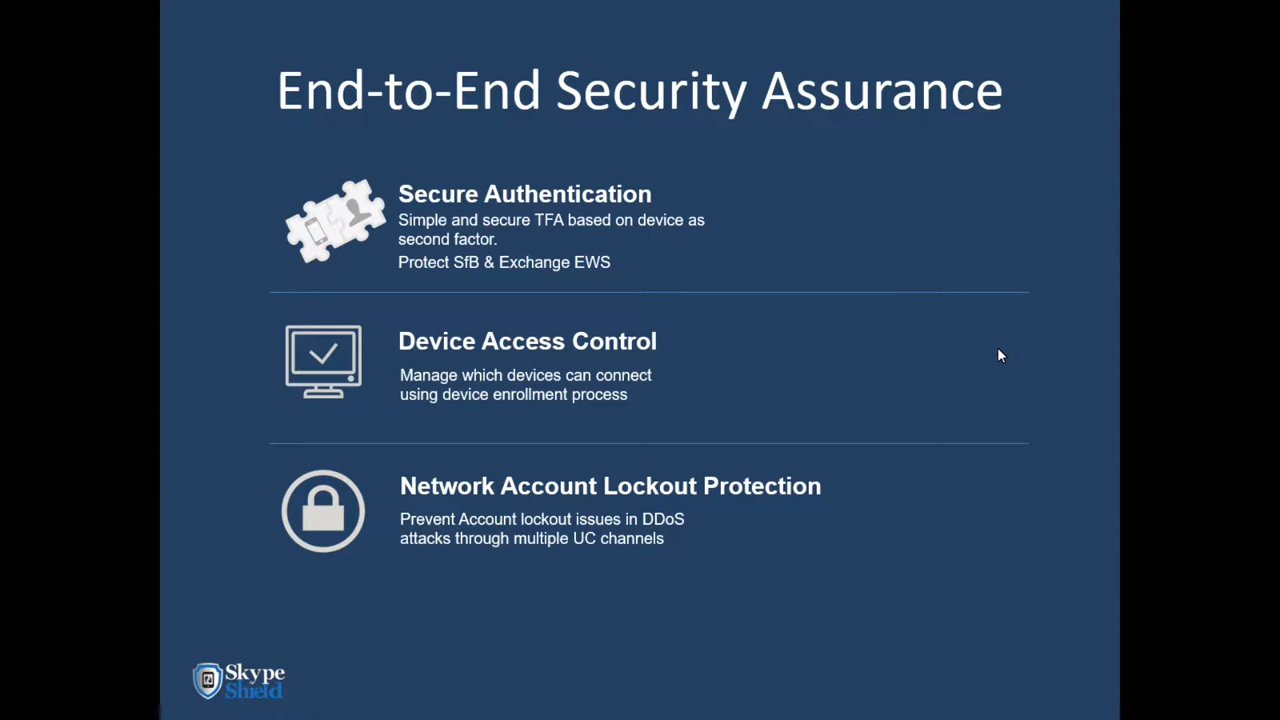 End-to-End Security Assurance
Secure Authentication
Simple and secure TFA based on device as
second factor.
Protect SfB & Exchange EWS
Device Access Control
Manage which devices can connect
using device enrollment process
Network Account Lockout Protection
Prevent Account lockout issues in DDoS
attacks through multiple UC channels
Skype
Shield